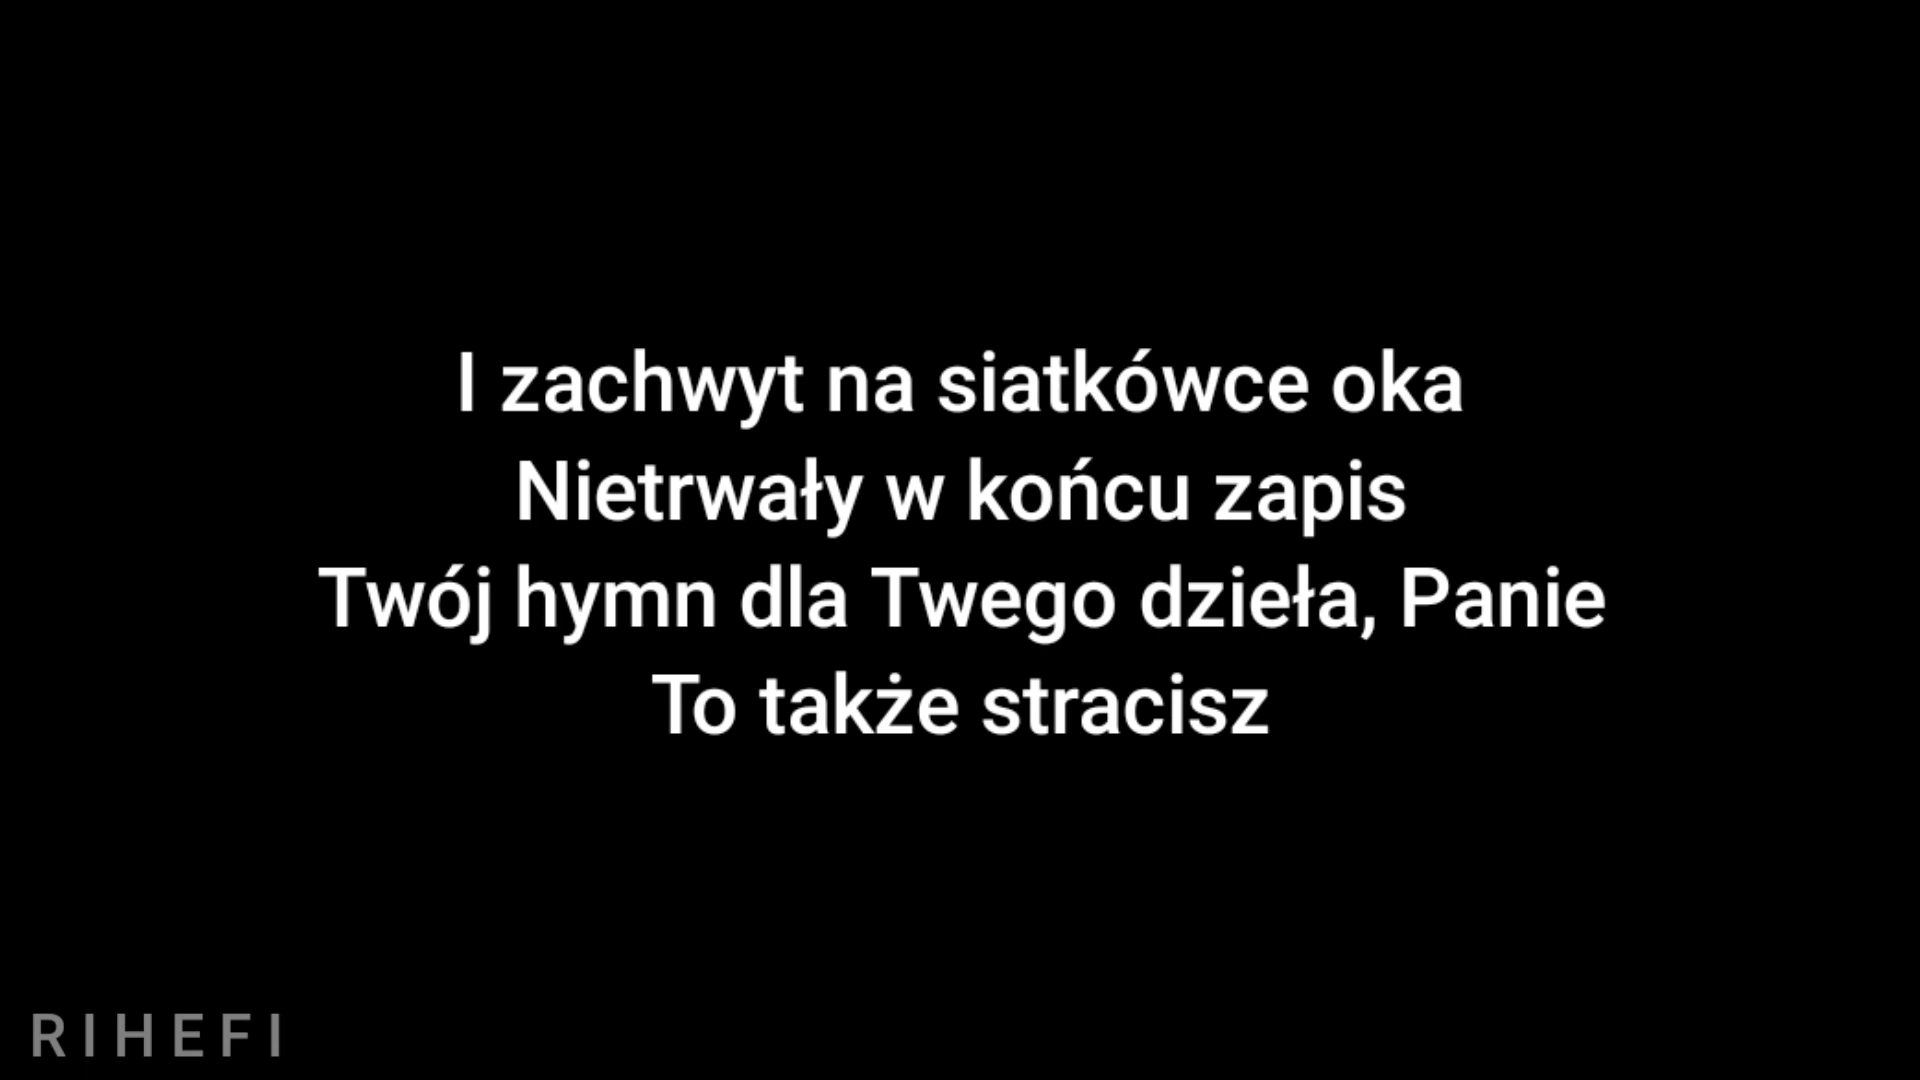 I zachwyt na siatkówce oka
Nietrwały w końcu zapis
Twój hymn dla Twego dzieła, Panie
To także stracisz
RIHEFI